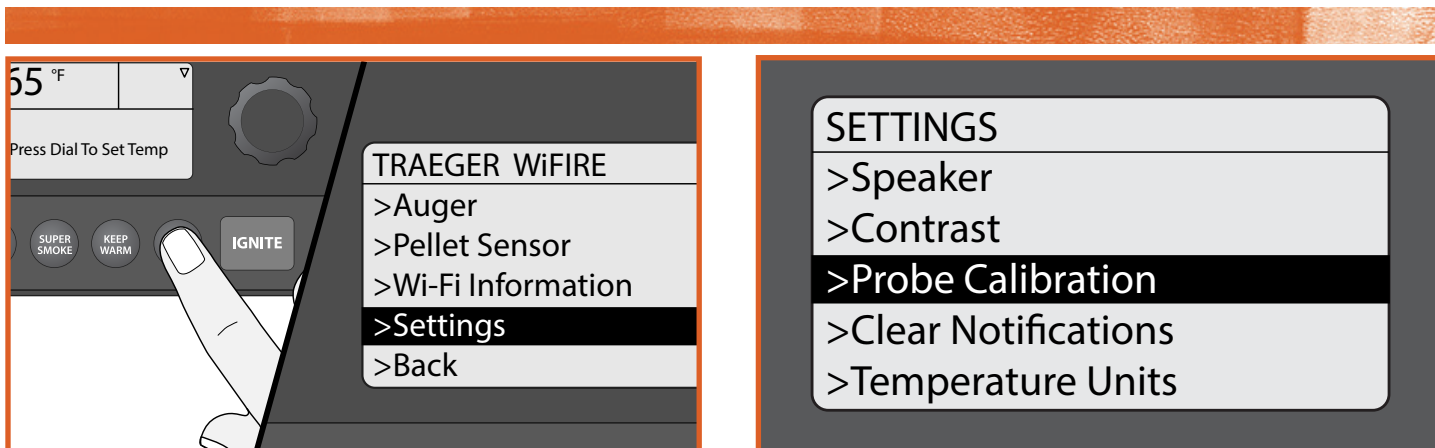 65 °F
Press Dial To Set Temp
SUPER
SMOKE
KEEP
WARM
IGNITE
TRAEGER WiFIRE
>Auger
>Pellet Sensor
>Wi-Fi Information
>Settings
>Back
SETTINGS
>Speaker
>Contrast
>Probe Calibration
>Clear Notifications
>Temperature Units